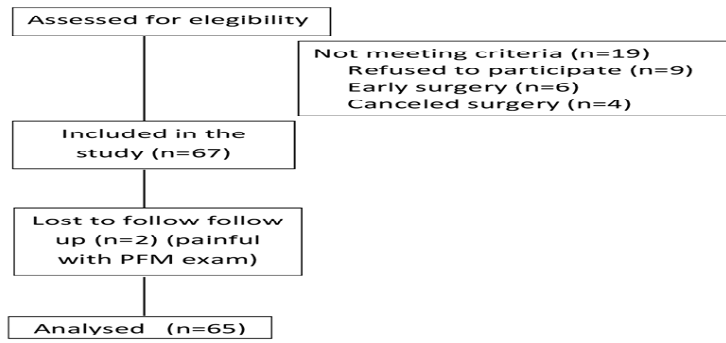 Assessed for elegibility
Not meeting criteria (n=19)
Refused to participate (n=9)
Early surgery (n=6)
Canceled surgery (n=4)
Included in the
study (n=67)
Lost to follow follow
up (n=2) (painful
with PFM exam)
Analysed (n=65)